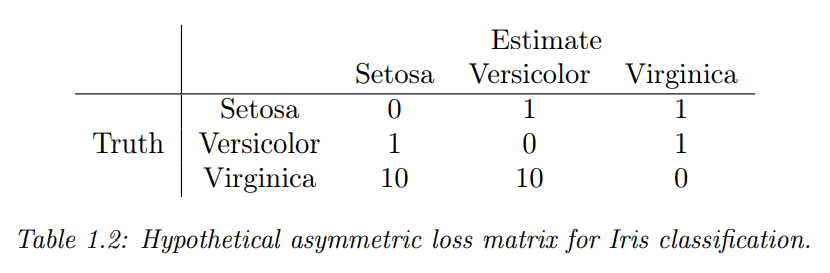 Estimate
Setosa Versicolor Virginica
Setosa 0 1 1
Truth Versicolor 1 0 1
Virginica 10 10 0
Table 1.2: Hypothetical asymmetric loss matrix for Iris classification.